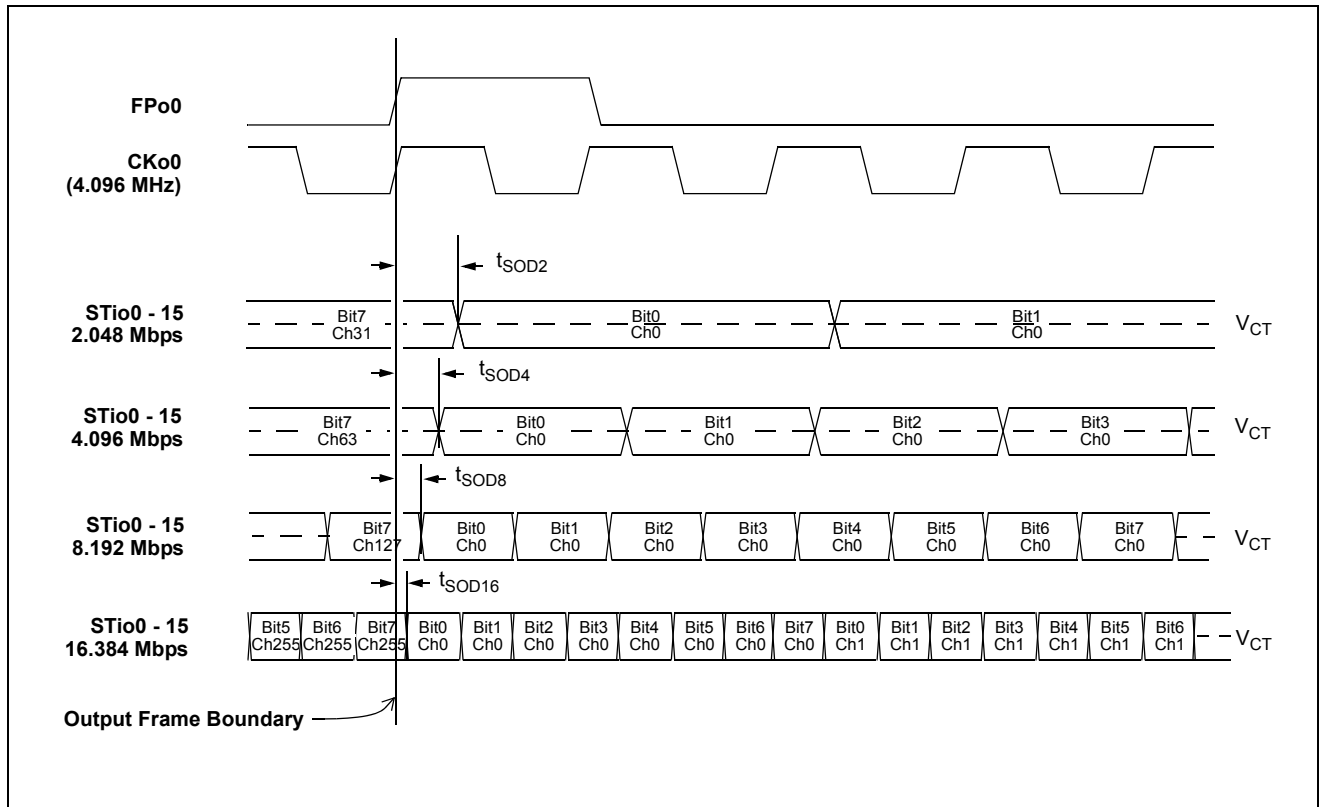 FPo0
CKo0
(4.096 MHz)
tSOD2
STio0 - 15
2.048 Mbps
Bit7
Ch31
Bit0
Ch0
Bit1
Ch0
VCT
tSOD4
STio0 - 15
4.096 Mbps
Bit7
Ch63
Bit0
Ch0
Bit1
Ch0
Bit2
Ch0
Bit3
Ch0
VCT
tSOD8
STio0 - 15
8.192 Mbps
Bit7
Ch127
Bit0
Ch0
Bit1
Ch0
Bit2
Ch0
Bit3
Ch0
Bit4
Ch0
Bit5
Ch0
Bit6
Ch0
Bit7
Ch0
VCT
tSOD16
STio0 - 15
16.384 Mbps
Bit5
Ch255
Bit6
Ch255
Bit7
Ch255
Bit0
Ch0
Bit1
Ch0
Bit2
Ch0
Bit3
Ch0
Bit4
Ch0
Bit5
Ch0
Bit6
Ch0
Bit7
Ch0
Bit0
Ch1
Bit1
Ch1
Bit2
Ch1
Bit3
Ch1
Bit4
Ch1
Bit5
Ch1
Bit6
Ch1
VCT
Output Frame Boundary